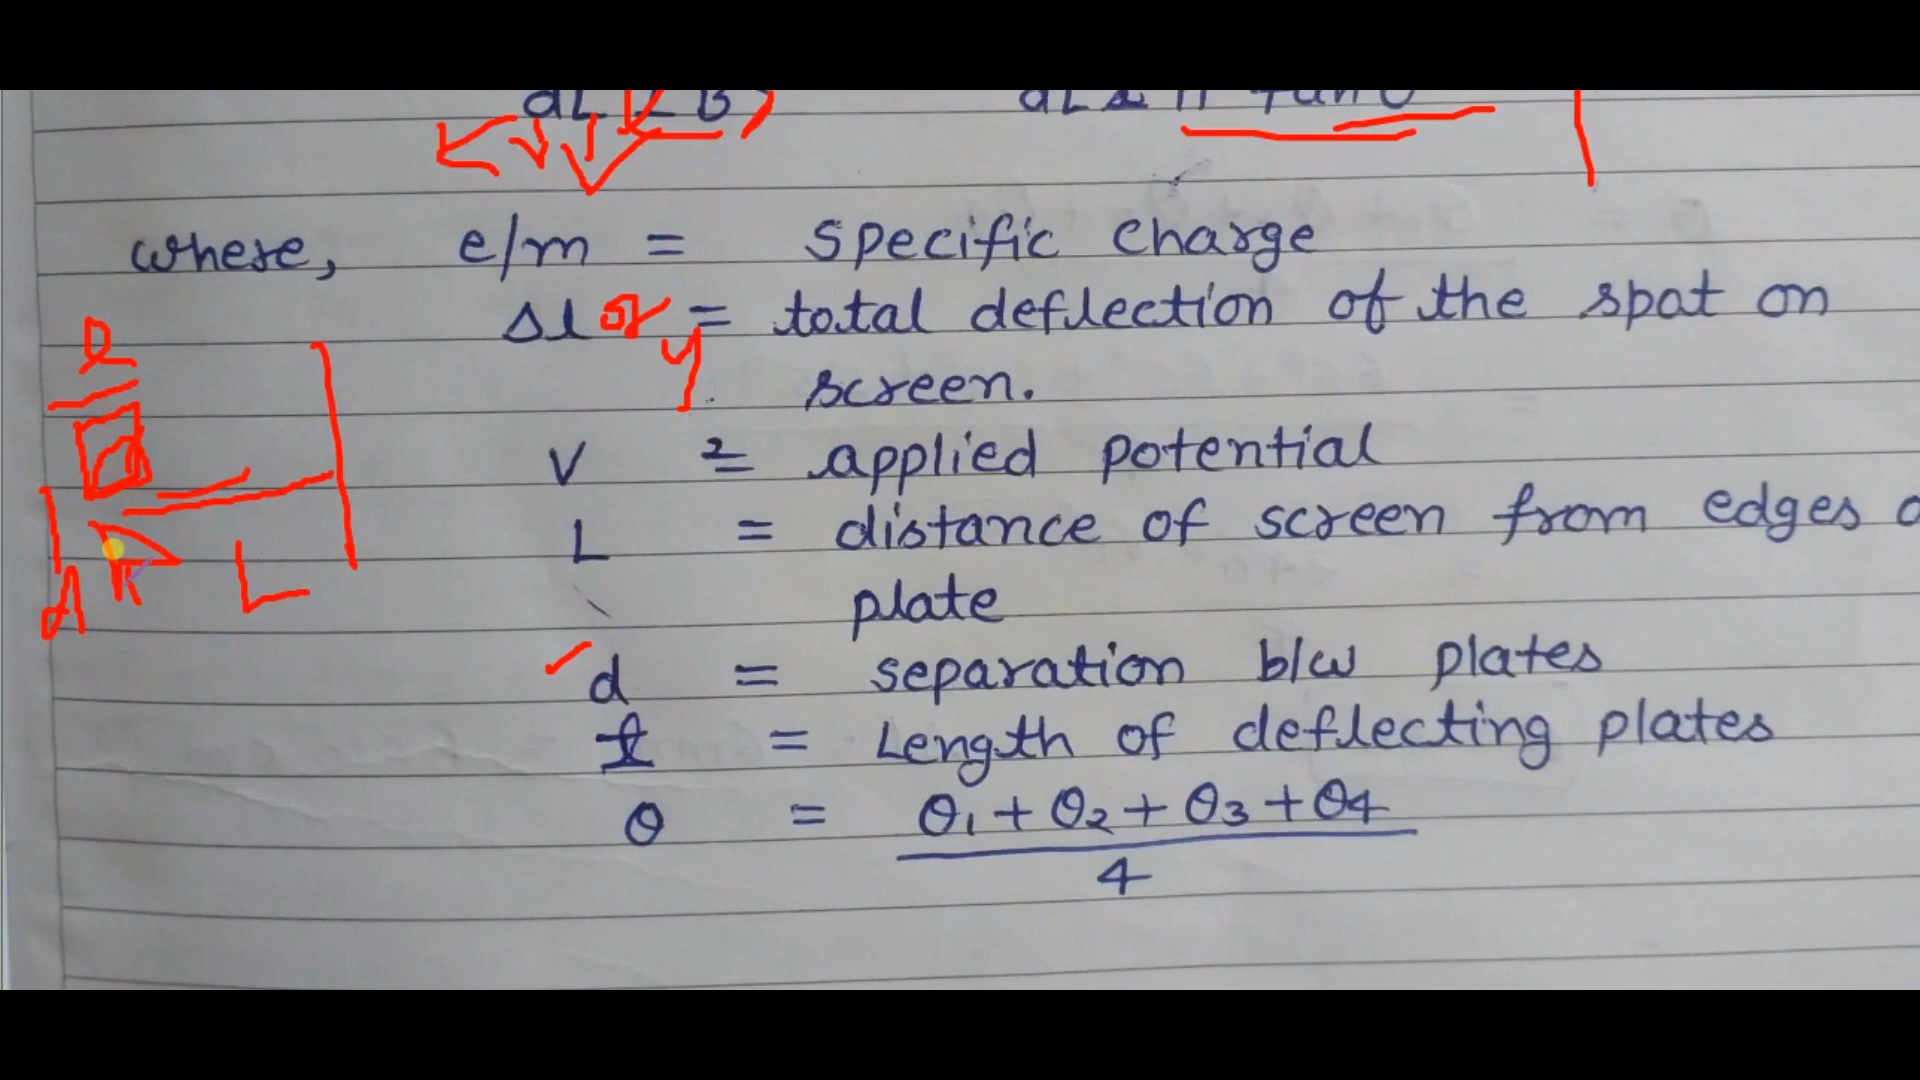 where, e/m = specific charge
Δl or y = total deflection of the spot on
screen.
V = applied potential
L = distance of screen from edges
plate
d = separation b/w plates
l = Length of deflecting plates
θ = θ1 + θ2 + θ3 + θ4
4
l
d
L